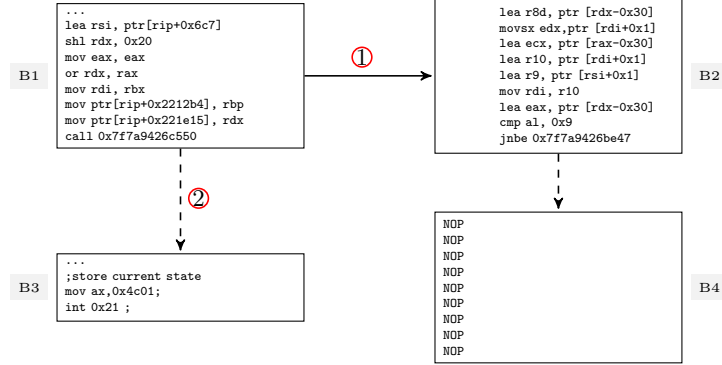 B1
...
lea rsi, ptr[rip+0x6c7]
shl rdx, 0x20
mov eax, eax
or rdx, rax
mov rdi, rbx
mov ptr[rip+0x2212b4], rbp
mov ptr[rip+0x221e15], rdx
call 0x7f7a9426c550
1
lea r8d, ptr [rdx-0x30]
movsx edx,ptr [rdi+0x1]
lea ecx, ptr [rax-0x30]
lea r10, ptr [rdi+0x1]
lea r9, ptr [rsi+0x1]
mov rdi, r10
lea eax, ptr [rdx-0x30]
cmp al, 0x9
jnbe 0x7f7a9426be47
B2
2
B3
...
;store current state
mov ax,0x4c01;
int 0x21 ;
NOP
NOP
NOP
NOP
NOP
NOP
NOP
NOP
NOP
B4